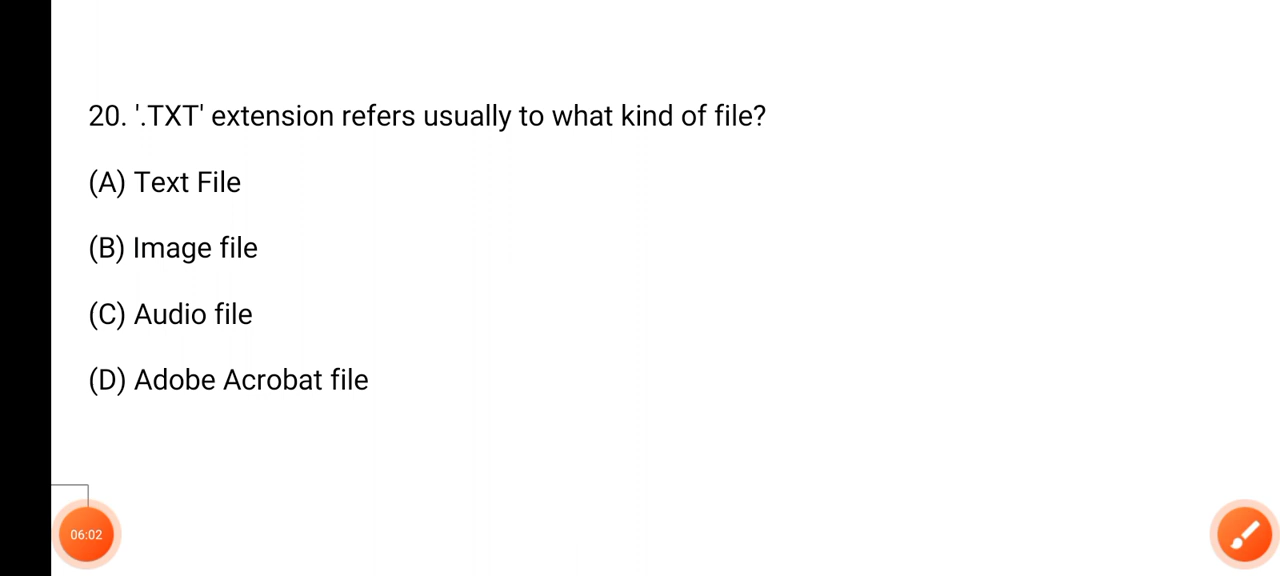 20. '.TXT' extension refers usually to what kind of file?
(A) Text File
(B) Image file
(C) Audio file
(D) Adobe Acrobat file
06:02